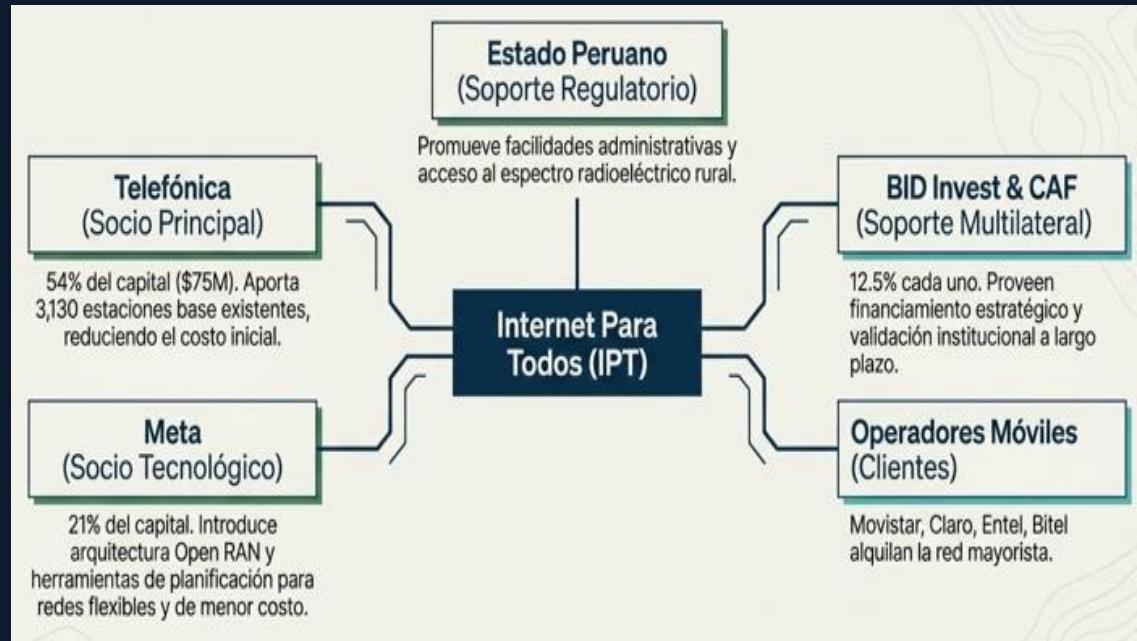 Estado Peruano
(Soporte Regulatorio)
Promueve facilidades administrativas y
acceso al espectro radioeléctrico rural.
Telefónica
(Socio Principal)
54% del capital ($75M). Aporta
3,130 estaciones base existentes,
reduciendo el costo inicial.
BID Invest & CAF
(Soporte Multilateral)
12.5% cada uno. Proveen
financiamiento estratégico y
validación institucional a largo
plazo.
Internet Para
Todos (IPT)
Meta
(Socio Tecnológico)
21% del capital. Introduce
arquitectura Open RAN y
herramientas de planificación para
redes flexibles y de menor costo.
Operadores Móviles
(Clientes)
Movistar, Claro, Entel, Bitel
alquilan la red mayorista.